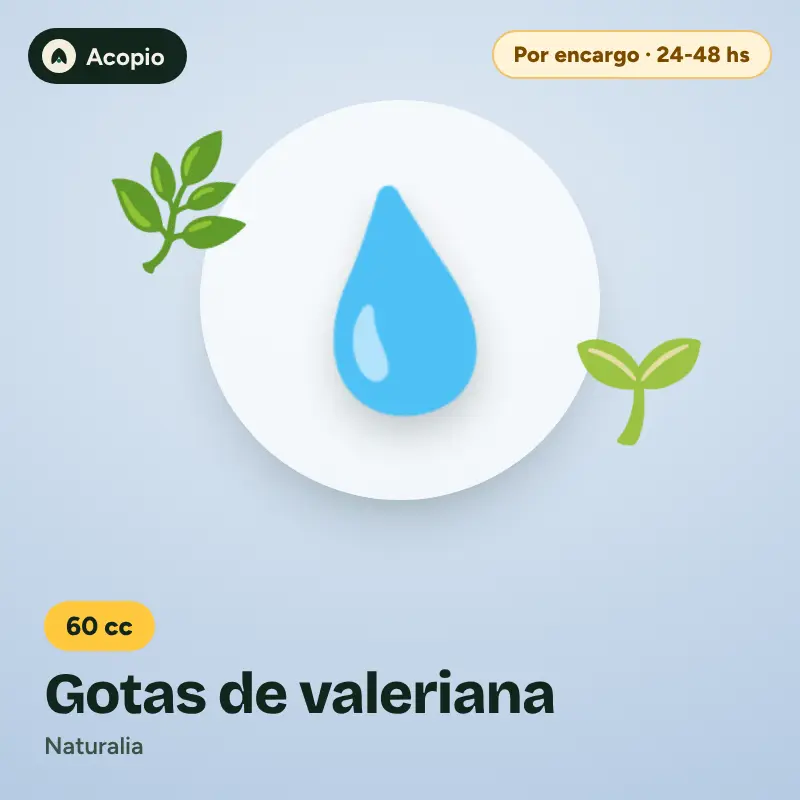 Acopio
Por encargo · 24-48 hs
60 cc
Gotas de valeriana
Naturalia